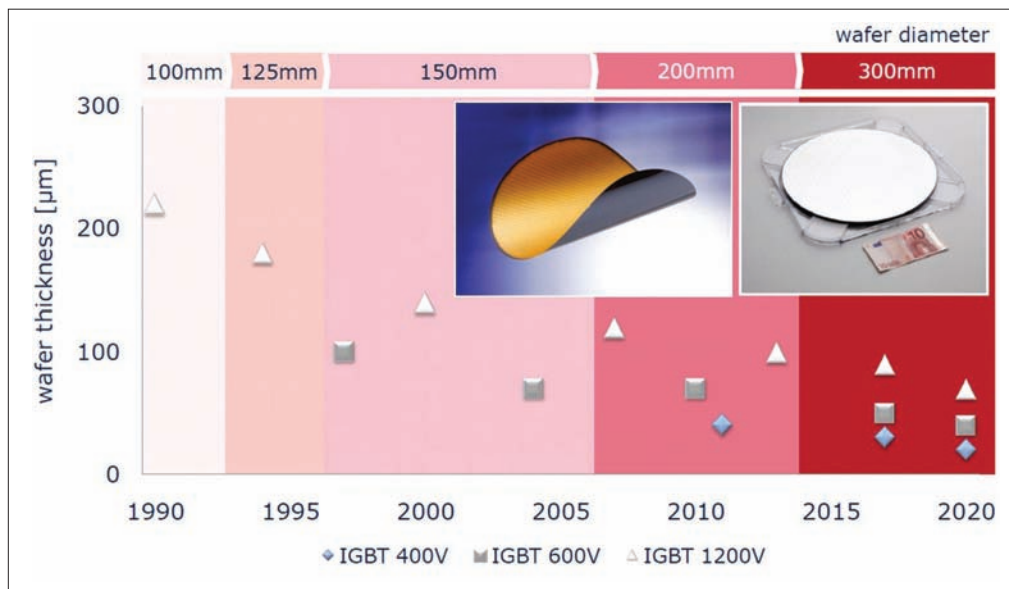 wafer diameter
100mm 125mm 150mm 200mm 300mm
300
200
100
0
wafer thickness [µm]
1990 1995 2000 2005 2010 2015 2020
IGBT 400V IGBT 600V IGBT 1200V
10